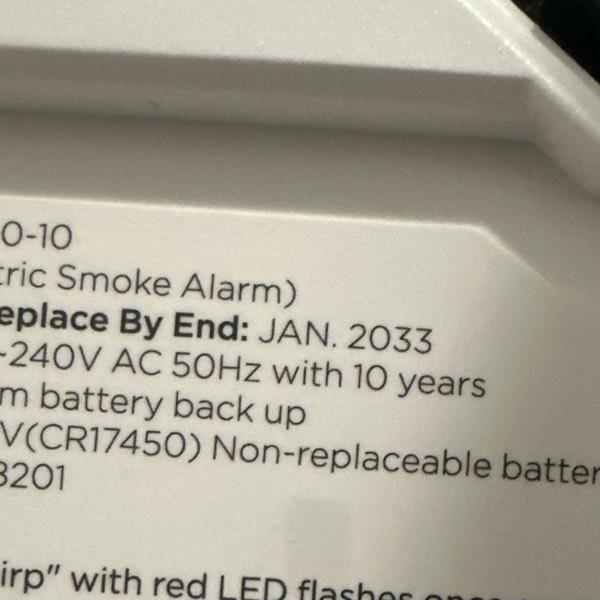 0-10
tric Smoke Alarm)
eplace By End: JAN. 2033
-240V AC 50Hz with 10 years
m battery back up
V(CR17450) Non-replaceable batter
3201
irp" with red LED flashes once